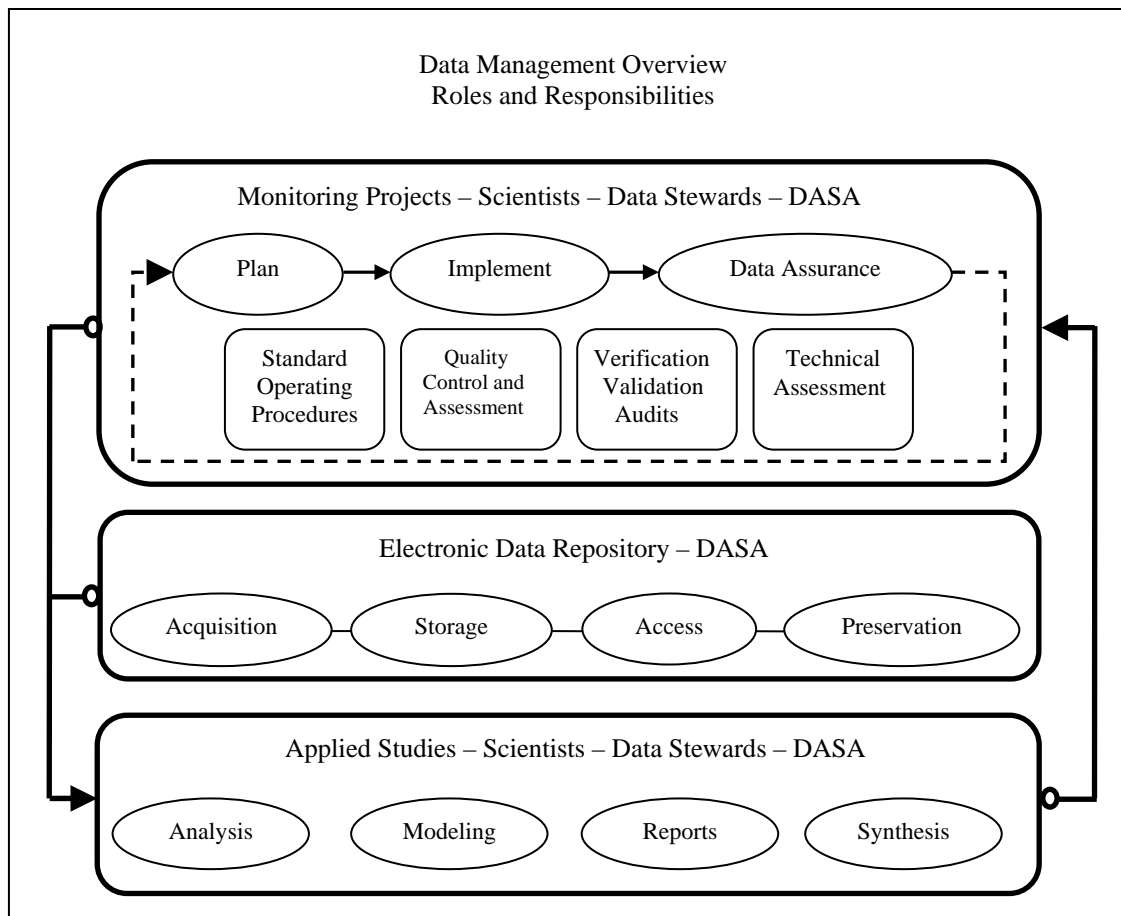 Data Management Overview
Roles and Responsibilities
Monitoring Projects – Scientists – Data Stewards – DASA
Plan
Implement
Data Assurance
Standard
Operating
Procedures
Quality
Control and
Assessment
Verification
Validation
Audits
Technical
Assessment
Electronic Data Repository – DASA
Acquisition
Storage
Access
Preservation
Applied Studies – Scientists – Data Stewards – DASA
Analysis
Modeling
Reports
Synthesis